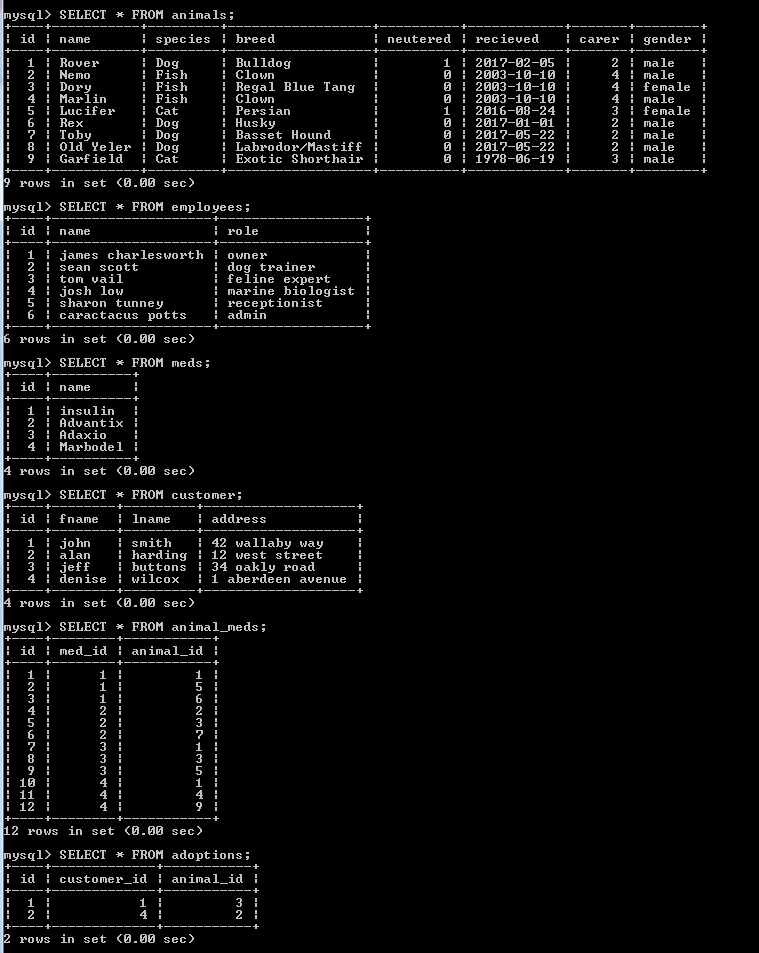 mysql> SELECT * FROM animals;
| id | name | species | breed | neutered | recieved | carer | gender |
| 1 | Rover | Dog | Bulldog | 1 | 2017-02-05 | 2 | male |
| 2 | Nemo | Fish | Clown | 0 | 2003-10-10 | 4 | male |
| 3 | Dory | Fish | Regal Blue Tang | 0 | 2003-10-10 | 4 | female |
| 4 | Marlin | Fish | Clown | 0 | 2003-10-10 | 4 | male |
| 5 | Lucifer | Cat | Persian | 1 | 2016-08-24 | 3 | female |
| 6 | Rex | Dog | Husky | 0 | 2017-01-01 | 2 | male |
| 7 | Toby | Dog | Basset Hound | 0 | 2017-05-22 | 2 | male |
| 8 | Old Yeler | Dog | Labrodor/Mastiff | 0 | 2017-05-22 | 2 | male |
| 9 | Garfield | Cat | Exotic Shorthair | 0 | 1978-06-19 | 3 | male |
9 rows in set (0.00 sec)
mysql> SELECT * FROM employees;
| id | name | role |
| 1 | james charlesworth | owner |
| 2 | sean scott | dog trainer |
| 3 | tom vail | feline expert |
| 4 | josh low | marine biologist |
| 5 | sharon tunney | receptionist |
| 6 | caractacus potts | admin |
6 rows in set (0.00 sec)
mysql> SELECT * FROM meds;
| id | name |
| 1 | insulin |
| 2 | Advantix |
| 3 | Adaxio |
| 4 | Marbodel |
4 rows in set (0.00 sec)
mysql> SELECT * FROM customer;
| id | fname | lname | address |
| 1 | john | smith | 42 wallaby way |
| 2 | alan | harding | 12 west street |
| 3 | jeff | buttons | 34 oakly road |
| 4 | denise | wilcox | 1 aberdeen avenue |
4 rows in set (0.00 sec)
mysql> SELECT * FROM animal_meds;
| id | med_id | animal_id |
| 1 | 1 | 1 |
| 2 | 1 | 5 |
| 3 | 1 | 6 |
| 4 | 2 | 2 |
| 5 | 2 | 3 |
| 6 | 2 | 7 |
| 7 | 3 | 1 |
| 8 | 3 | 3 |
| 9 | 3 | 5 |
| 10 | 4 | 1 |
| 11 | 4 | 4 |
| 12 | 4 | 9 |
12 rows in set (0.00 sec)
mysql> SELECT * FROM adoptions;
| id | customer_id | animal_id |
| 1 | 1 | 3 |
| 2 | 4 | 2 |
2 rows in set (0.00 sec)